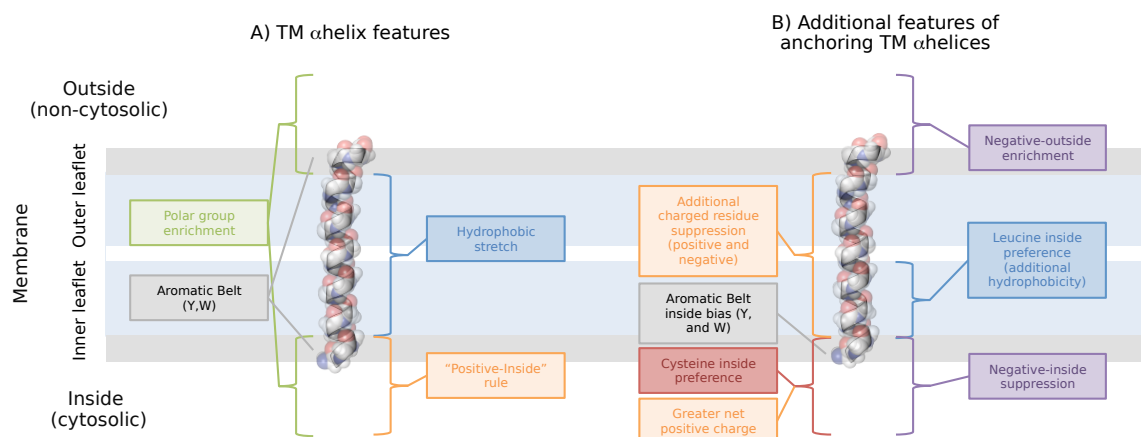 A) TM αhelix features
B) Additional features of
anchoring TM αhelices
Outside
(non-cytosolic)
Membrane
Outer leaflet
Inner leaflet
Inside
(cytosolic)
Polar group
enrichment
Aromatic Belt
(Y,W)
Hydrophobic
stretch
“Positive-Inside”
rule
Additional
charged residue
suppression
(positive and
negative)
Aromatic Belt
inside bias (Y,
and W)
Cysteine inside
preference
Greater net
positive charge
Negative-outside
enrichment
Leucine inside
preference
(additional
hydrophobicity)
Negative-inside
suppression